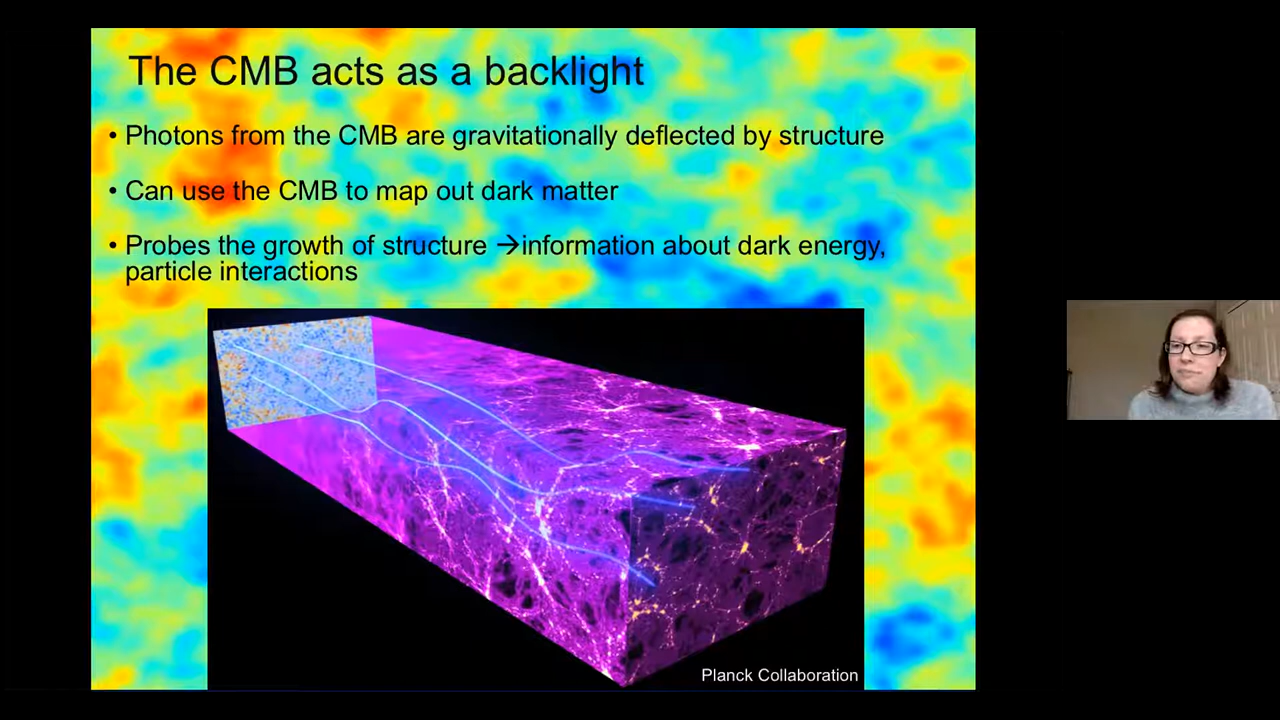 The CMB acts as a backlight
• Photons from the CMB are gravitationally deflected by structure
• Can use the CMB to map out dark matter
• Probes the growth of structure →information about dark energy,
particle interactions
Planck Collaboration